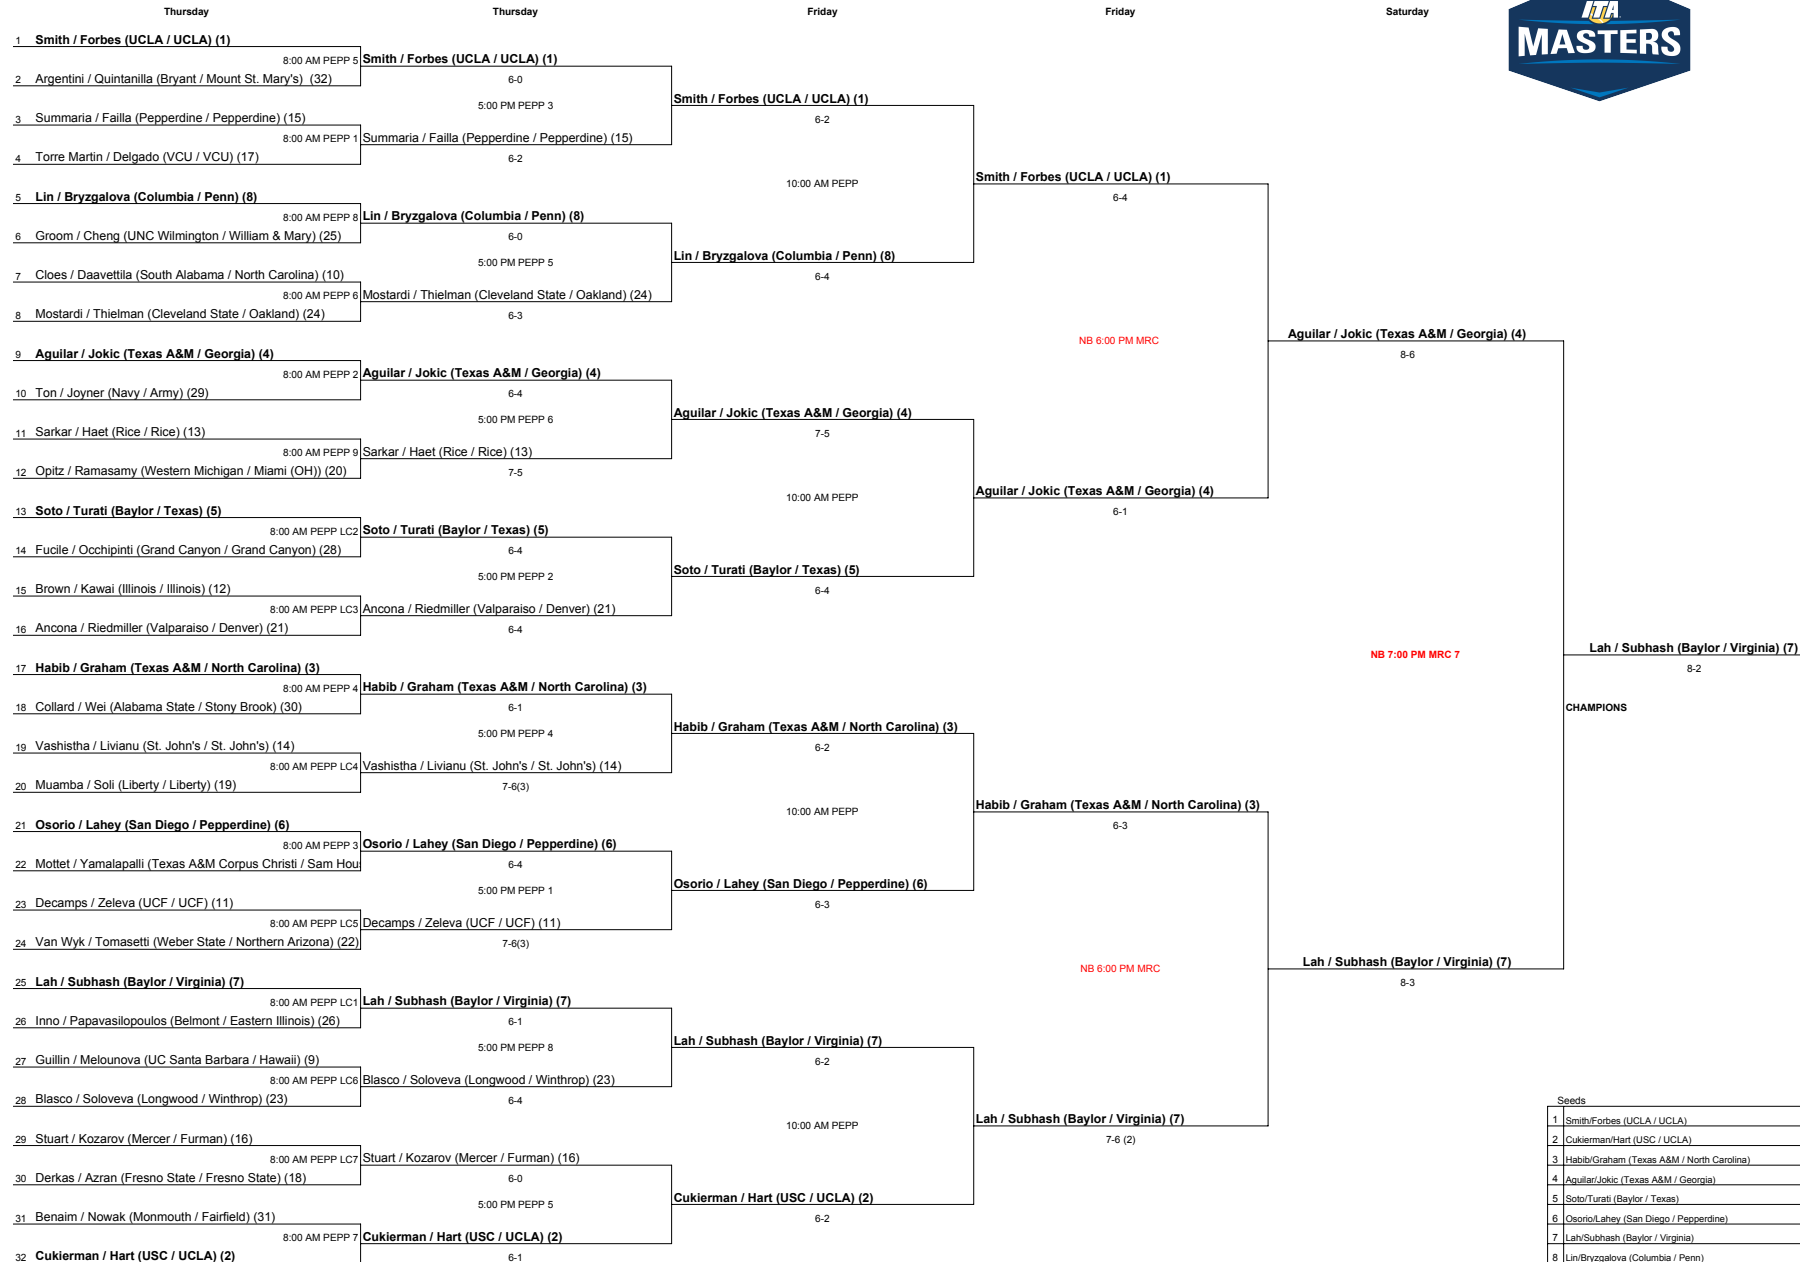 Thursday
Thursday
Friday
Friday
Saturday
ITA
MASTERS
1 Smith / Forbes (UCLA / UCLA) (1)
8:00 AM PEPP 5
2 Argentini / Quintanilla (Bryant / Mount St. Mary's) (32)
3 Summaria / Failla (Pepperdine / Pepperdine) (15)
8:00 AM PEPP 1
4 Torre Martin / Delgado (VCU / VCU) (17)
5 Lin / Bryzgalova (Columbia / Penn) (8)
8:00 AM PEPP 8
6 Groom / Cheng (UNC Wilmington / William & Mary) (25)
7 Cloes / Daavettila (South Alabama / North Carolina) (10)
8:00 AM PEPP 6
8 Mostardi / Thielman (Cleveland State / Oakland) (24)
9 Aguilar / Jokic (Texas A&M / Georgia) (4)
8:00 AM PEPP 2
10 Ton / Joyner (Navy / Army) (29)
11 Sarkar / Haet (Rice / Rice) (13)
8:00 AM PEPP 9
12 Opitz / Ramasamy (Western Michigan / Miami (OH)) (20)
13 Soto / Turati (Baylor / Texas) (5)
8:00 AM PEPP LC2
14 Fucile / Occhipinti (Grand Canyon / Grand Canyon) (28)
15 Brown / Kawai (Illinois / Illinois) (12)
8:00 AM PEPP LC3
16 Ancona / Riedmiller (Valparaiso / Denver) (21)
17 Habib / Graham (Texas A&M / North Carolina) (3)
8:00 AM PEPP 4
18 Collard / Wei (Alabama State / Stony Brook) (30)
19 Vashistha / Livianu (St. John's / St. John's) (14)
8:00 AM PEPP LC4
20 Muamba / Soli (Liberty / Liberty) (19)
21 Osorio / Lahey (San Diego / Pepperdine) (6)
8:00 AM PEPP 3
22 Mottet / Yamalapalli (Texas A&M Corpus Christi / Sam Hous
23 Decamps / Zeleva (UCF / UCF) (11)
8:00 AM PEPP LC5
24 Van Wyk / Tomasetti (Weber State / Northern Arizona) (22)
25 Lah / Subhash (Baylor / Virginia) (7)
8:00 AM PEPP LC1
26 Inno / Papavasilopoulos (Belmont / Eastern Illinois) (26)
27 Guillin / Melounova (UC Santa Barbara / Hawaii) (9)
8:00 AM PEPP LC6
28 Blasco / Soloveva (Longwood / Winthrop) (23)
29 Stuart / Kozarov (Mercer / Furman) (16)
8:00 AM PEPP LC7
30 Derkas / Azran (Fresno State / Fresno State) (18)
31 Benaim / Nowak (Monmouth / Fairfield) (31)
8:00 AM PEPP 7
32 Cukierman / Hart (USC / UCLA) (2)
Smith / Forbes (UCLA / UCLA) (1)
6-0
5:00 PM PEPP 3
Summaria / Failla (Pepperdine / Pepperdine) (15)
6-2
Lin / Bryzgalova (Columbia / Penn) (8)
6-0
5:00 PM PEPP 5
Mostardi / Thielman (Cleveland State / Oakland) (24)
6-3
Aguilar / Jokic (Texas A&M / Georgia) (4)
6-4
5:00 PM PEPP 6
Sarkar / Haet (Rice / Rice) (13)
7-5
Soto / Turati (Baylor / Texas) (5)
6-4
5:00 PM PEPP 2
Ancona / Riedmiller (Valparaiso / Denver) (21)
6-4
Habib / Graham (Texas A&M / North Carolina) (3)
6-1
5:00 PM PEPP 4
Vashistha / Livianu (St. John's / St. John's) (14)
7-6(3)
Osorio / Lahey (San Diego / Pepperdine) (6)
6-4
5:00 PM PEPP 1
Decamps / Zeleva (UCF / UCF) (11)
7-6(3)
Lah / Subhash (Baylor / Virginia) (7)
6-1
5:00 PM PEPP 8
Blasco / Soloveva (Longwood / Winthrop) (23)
6-4
Stuart / Kozarov (Mercer / Furman) (16)
6-0
5:00 PM PEPP 5
Cukierman / Hart (USC / UCLA) (2)
6-1
Smith / Forbes (UCLA / UCLA) (1)
6-2
10:00 AM PEPP
Lin / Bryzgalova (Columbia / Penn) (8)
6-4
Aguilar / Jokic (Texas A&M / Georgia) (4)
7-5
10:00 AM PEPP
Soto / Turati (Baylor / Texas) (5)
6-4
Habib / Graham (Texas A&M / North Carolina) (3)
6-2
10:00 AM PEPP
Osorio / Lahey (San Diego / Pepperdine) (6)
6-3
Lah / Subhash (Baylor / Virginia) (7)
6-2
10:00 AM PEPP
Cukierman / Hart (USC / UCLA) (2)
6-2
Smith / Forbes (UCLA / UCLA) (1)
6-4
NB 6:00 PM MRC
Aguilar / Jokic (Texas A&M / Georgia) (4)
6-1
Habib / Graham (Texas A&M / North Carolina) (3)
6-3
NB 6:00 PM MRC
Lah / Subhash (Baylor / Virginia) (7)
7-6 (2)
Aguilar / Jokic (Texas A&M / Georgia) (4)
8-6
NB 7:00 PM MRC 7
Lah / Subhash (Baylor / Virginia) (7)
8-3
Lah / Subhash (Baylor / Virginia) (7)
8-2
CHAMPIONS
Seeds
1 Smith/Forbes (UCLA / UCLA)
2 Cukierman/Hart (USC / UCLA)
3 Habib/Graham (Texas A&M / North Carolina)
4 Aguilar/Jokic (Texas A&M / Georgia)
5 Soto/Turati (Baylor / Texas)
6 Osorio/Lahey (San Diego / Pepperdine)
7 Lah/Subhash (Baylor / Virginia)
8 Lin/Bryzgalova (Columbia / Penn)